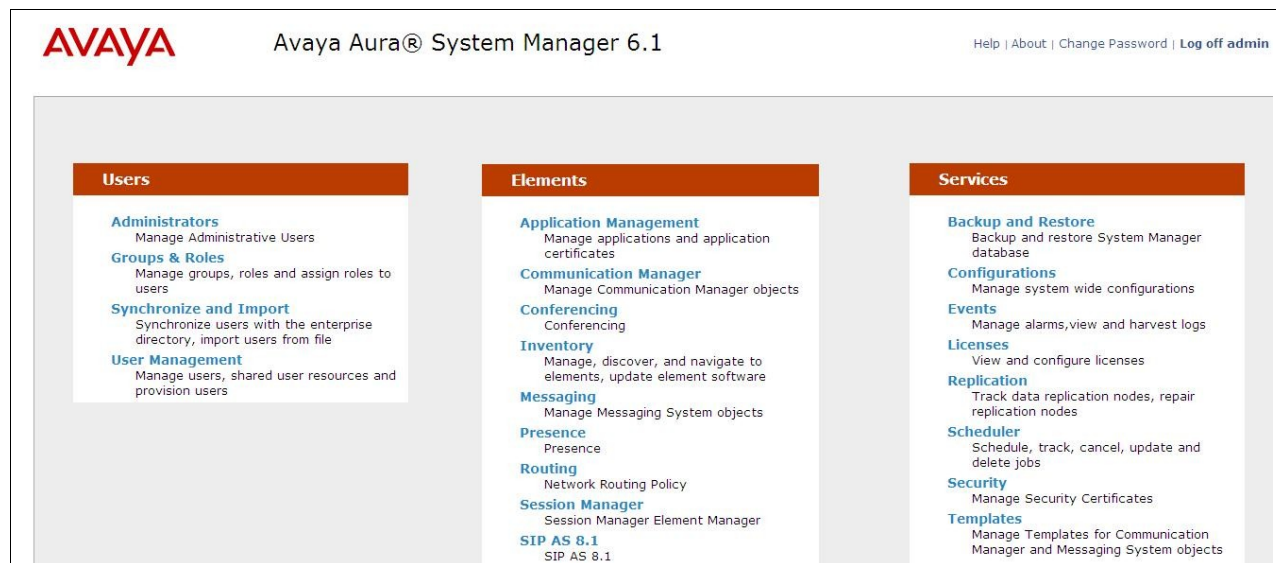 AVAYA
Avaya Aura® System Manager 6.1
Help | About | Change Password | Log off admin
Users
Administrators
Manage Administrative Users
Groups & Roles
Manage groups, roles and assign roles to
users
Synchronize and Import
Synchronize users with the enterprise
directory, import users from file
User Management
Manage users, shared user resources and
provision users
Elements
Application Management
Manage applications and application
certificates
Communication Manager
Manage Communication Manager objects
Conferencing
Conferencing
Inventory
Manage, discover, and navigate to
elements, update element software
Messaging
Manage Messaging System objects
Presence
Presence
Routing
Network Routing Policy
Session Manager
Session Manager Element Manager
SIP AS 8.1
SIP AS 8.1
Services
Backup and Restore
Backup and restore System Manager
database
Configurations
Manage system wide configurations
Events
Manage alarms,view and harvest logs
Licenses
View and configure licenses
Replication
Track data replication nodes, repair
replication nodes
Scheduler
Schedule, track, cancel, update and
delete jobs
Security
Manage Security Certificates
Templates
Manage Templates for Communication
Manager and Messaging System objects